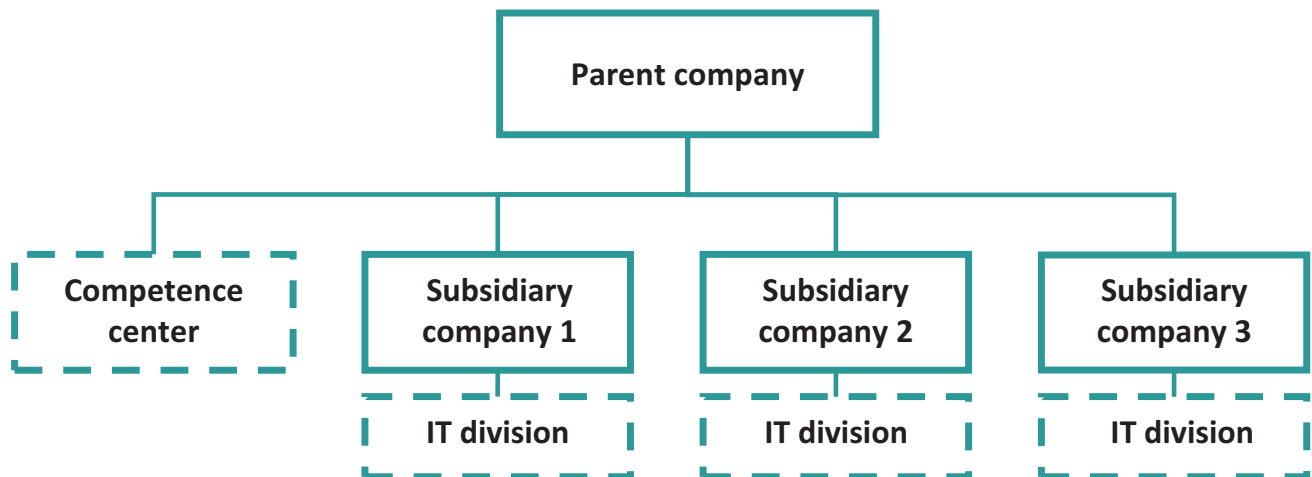 Parent company
Competence
center
Subsidiary
company 1
Subsidiary
company 2
Subsidiary
company 3
IT division
IT division
IT division